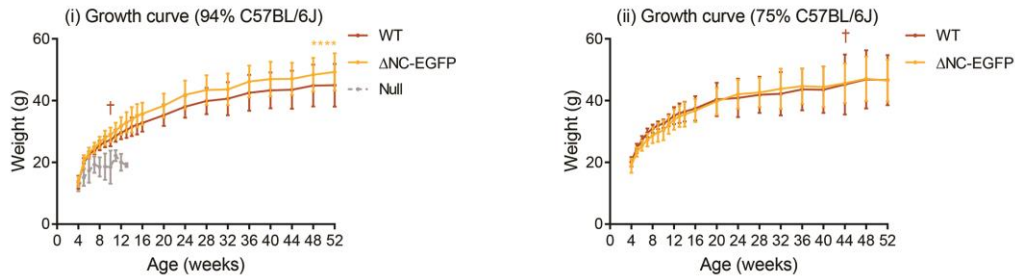 (i) Growth curve (94% C57BL/6J)
60
40
20
0
Weight (g)
0 4 8 12 16 20 24 28 32 36 40 44 48 52
Age (weeks)
†
****
WT
ΔNC-EGFP
Null
(ii) Growth curve (75% C57BL/6J)
60
40
20
0
Weight (g)
0 4 8 12 16 20 24 28 32 36 40 44 48 52
Age (weeks)
†
WT
ΔNC-EGFP